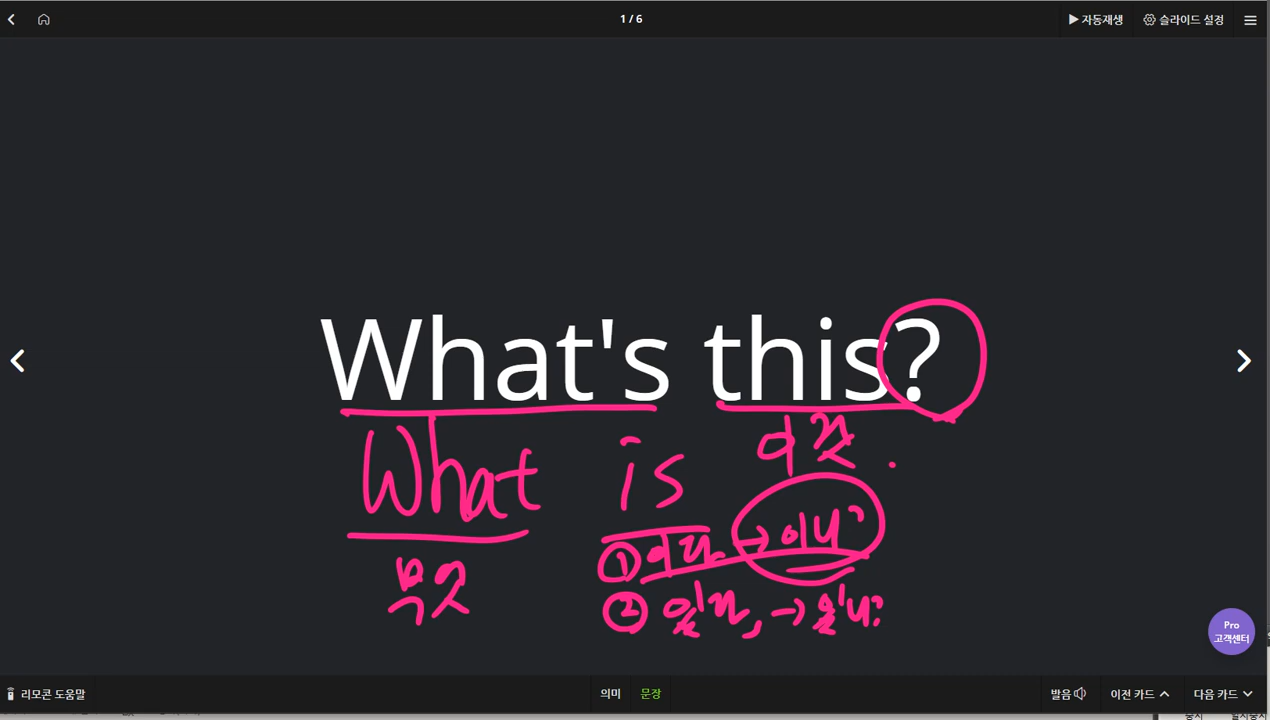 1 / 6
자동재생
슬라이드 설정
What's this?
What is 이것.
무엇
① 이다 → 이니?
② 있다, → 있니?
Pro
고객센터
리모콘 도움말
의미
문장
발음
이전 카드
다음 카드